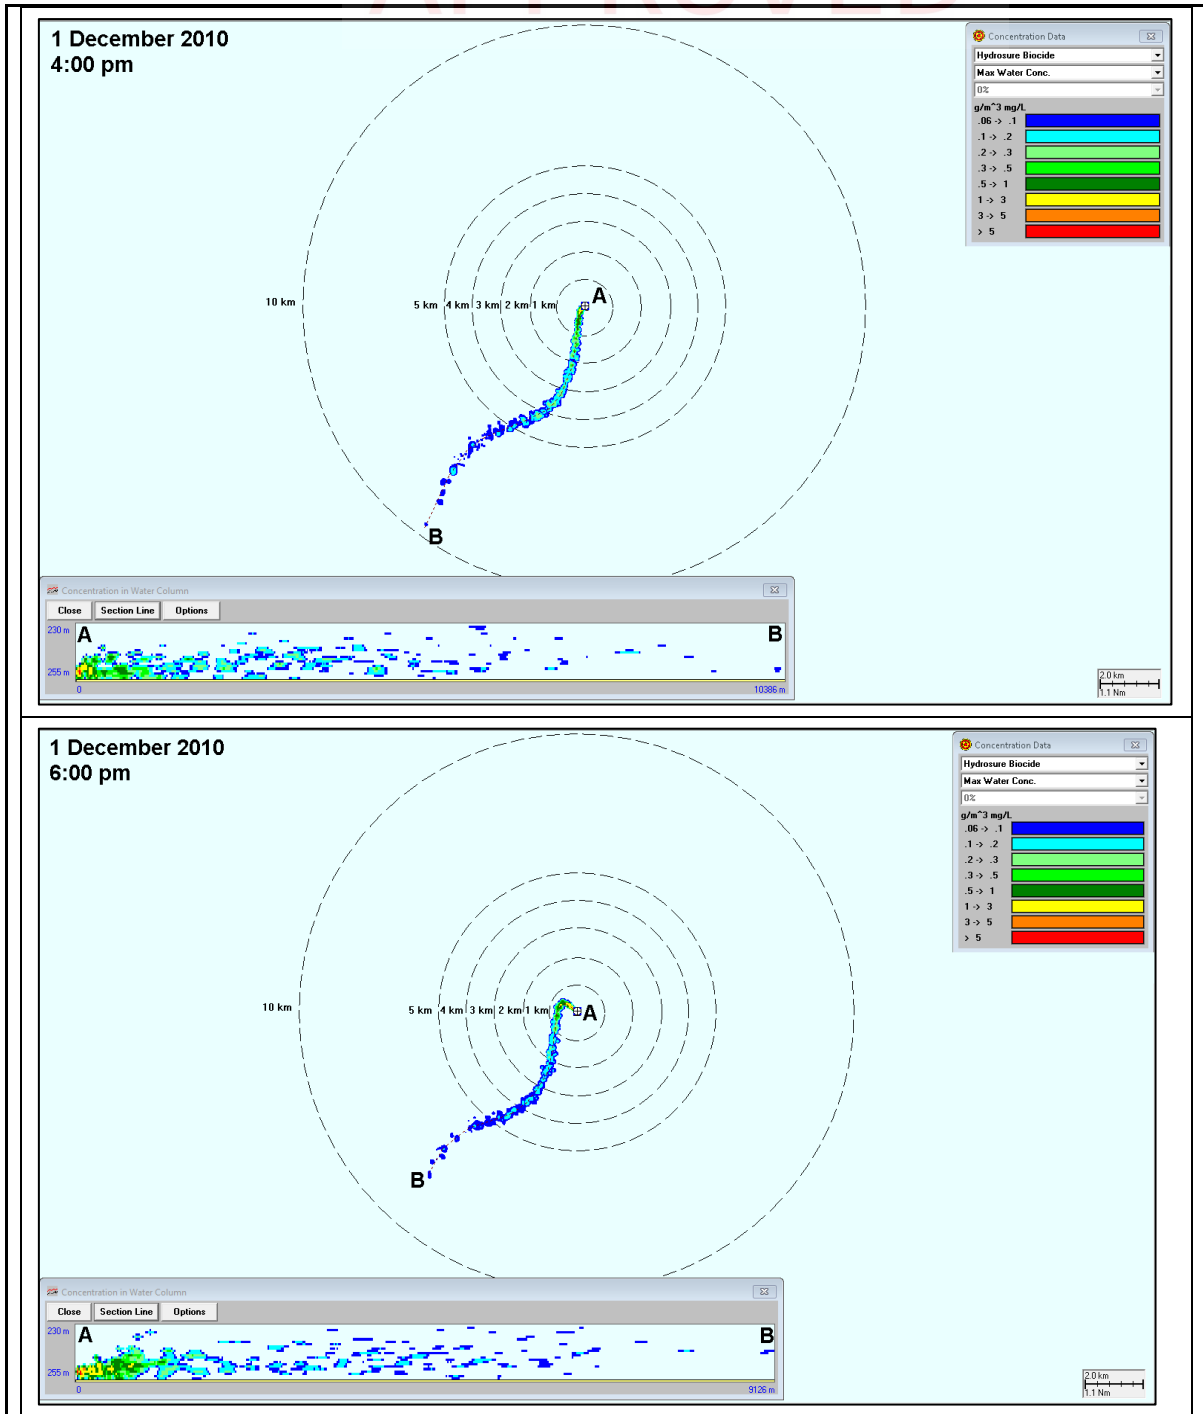 APPROVED
1 December 2010
4:00 pm
Concentration Data
Hydrosure Biocide
Max Water Conc.
0%
g/m^3 mg/L
.06 -> .1
.1 -> .2
.2 -> .3
.3 -> .5
.5 -> 1
1 -> 3
3 -> 5
> 5
10 km 5 km 4 km 3 km 2 km 1 km A
B
Concentration in Water Column
Close Section Line Options
230 m A B
255 m
0 10386 m
2.0 km
1.1 Nm
1 December 2010
6:00 pm
Concentration Data
Hydrosure Biocide
Max Water Conc.
0%
g/m^3 mg/L
.06 -> .1
.1 -> .2
.2 -> .3
.3 -> .5
.5 -> 1
1 -> 3
3 -> 5
> 5
10 km 5 km 4 km 3 km 2 km 1 km A
B
Concentration in Water Column
Close Section Line Options
230 m A B
255 m
0 9126 m
2.0 km
1.1 Nm